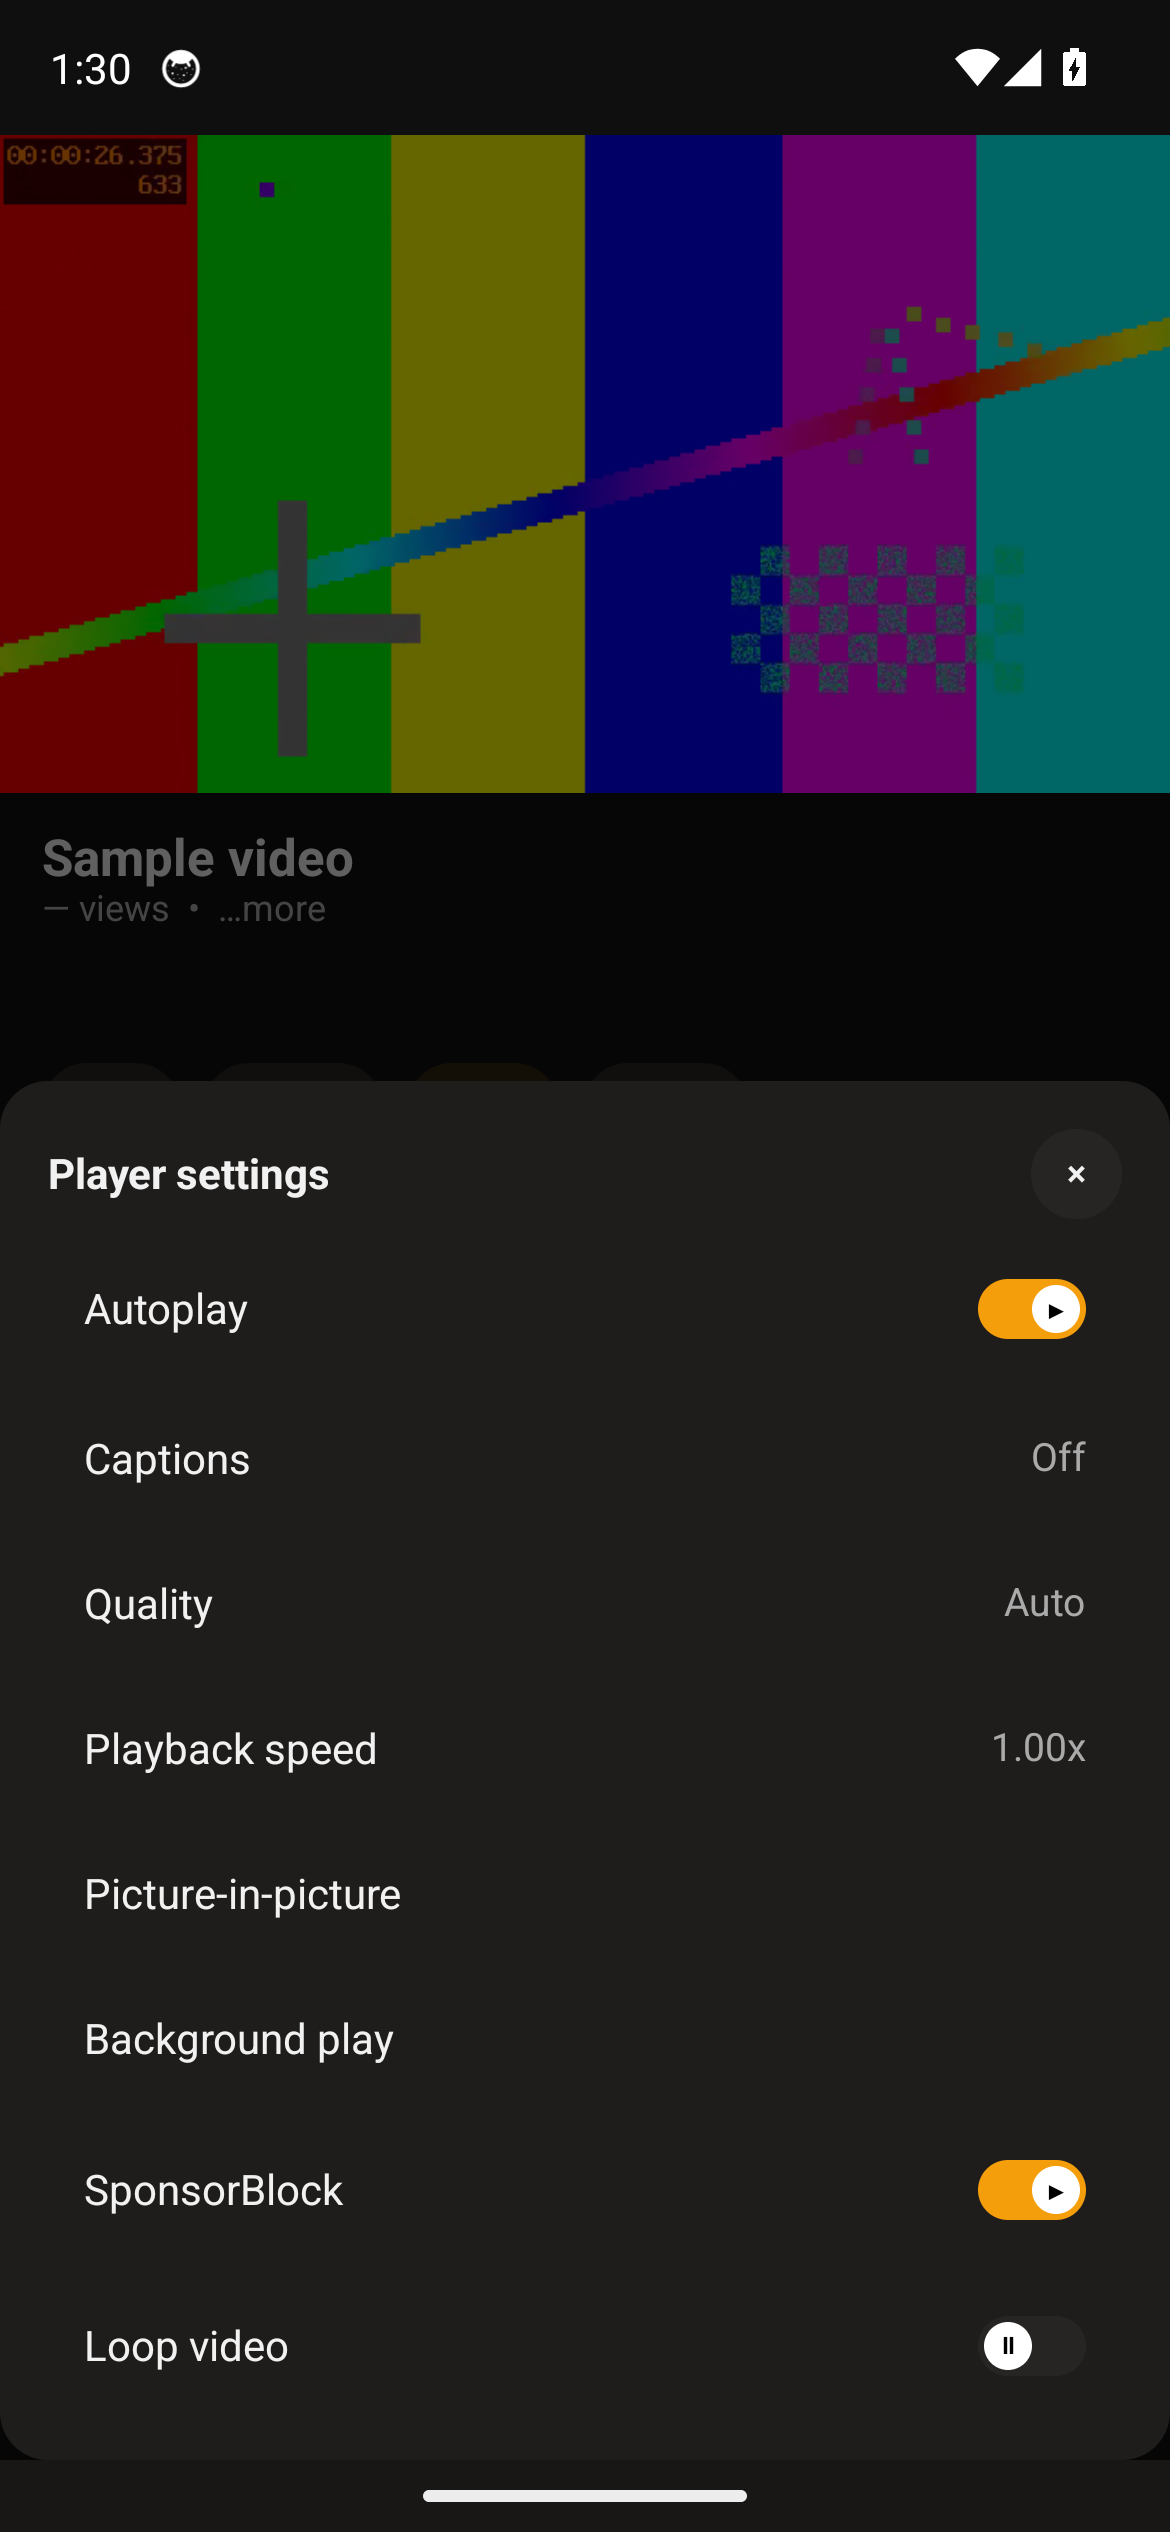 1:30
00:00:26.375
633
Sample video
— views • …more
Player settings
Autoplay
Captions Off
Quality Auto
Playback speed 1.00x
Picture-in-picture
Background play
SponsorBlock
Loop video